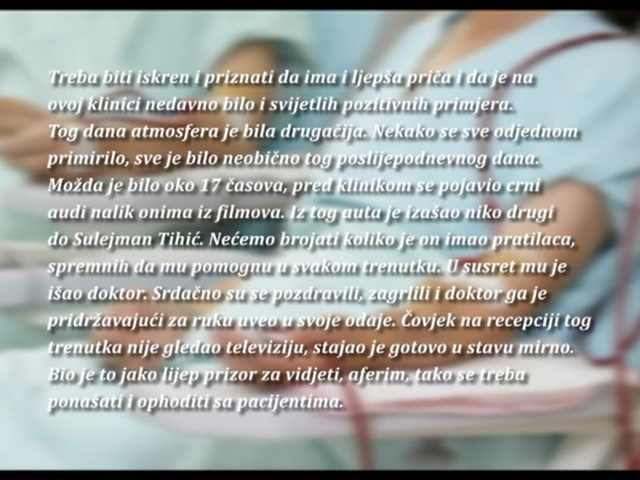 Treba biti iskren i priznati da ima i ljepša priča i da je na
ovoj klinici nedavno bilo i svijetlih pozitivnih primjera.
Tog dana atmosfera je bila drugačija. Nekako se sve odjednom
primirilo, sve je bilo neobično tog poslijepodnevnog dana.
Možda je bilo oko 17 časova, pred klinikom se pojavio crni
audi nalik onima iz filmova. Iz tog auta je izašao niko drugi
do Sulejman Tihić. Nećemo brojati koliko je on imao pratilaca,
spremnih da mu pomognu u svakom trenutku. U susret mu je
išao doktor. Srdačno su se pozdravili, zagrlili i doktor ga je
pridržavajući za ruku uveo u svoje odaje. Čovjek na recepciji tog
trenutka nije gledao televiziju, stajao je gotovo u stavu mirno.
Bio je to jako lijep prizor za vidjeti, aferim, tako se treba
ponašati i ophoditi sa pacijentima.